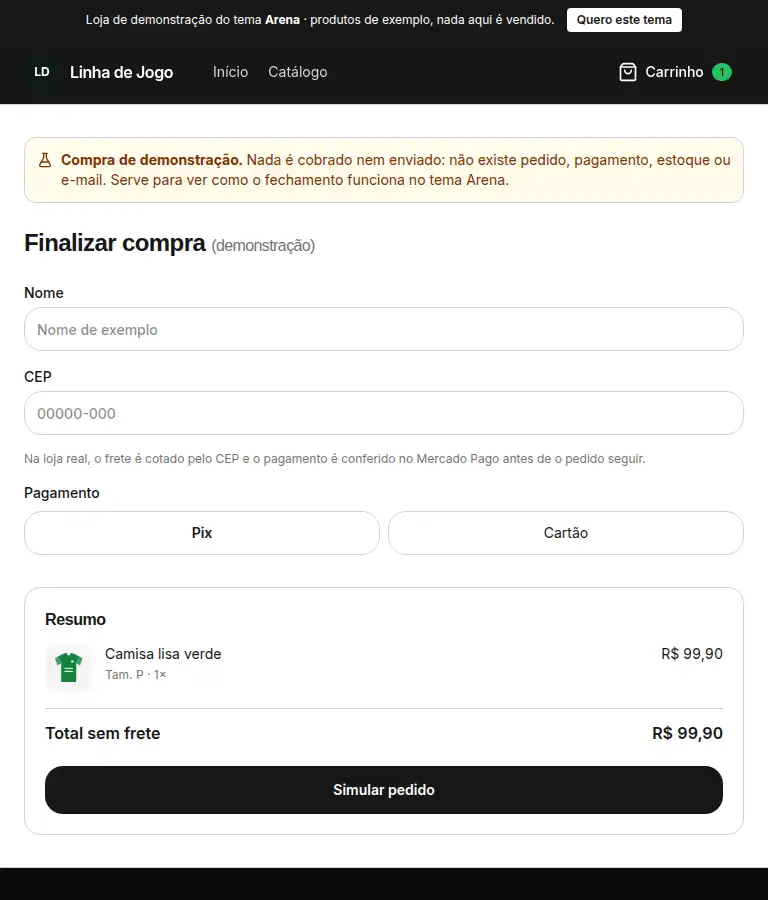 Loja de demonstração do tema Arena · produtos de exemplo, nada aqui é vendido. Quero este tema
LD Linha de Jogo Início Catálogo Carrinho 1
Compra de demonstração. Nada é cobrado nem enviado: não existe pedido, pagamento, estoque ou
e-mail. Serve para ver como o fechamento funciona no tema Arena.
Finalizar compra (demonstração)
Nome
Nome de exemplo
CEP
00000-000
Na loja real, o frete é cotado pelo CEP e o pagamento é conferido no Mercado Pago antes de o pedido seguir.
Pagamento
Pix Cartão
Resumo
Camisa lisa verde R$ 99,90
Tam. P · 1×
Total sem frete R$ 99,90
Simular pedido